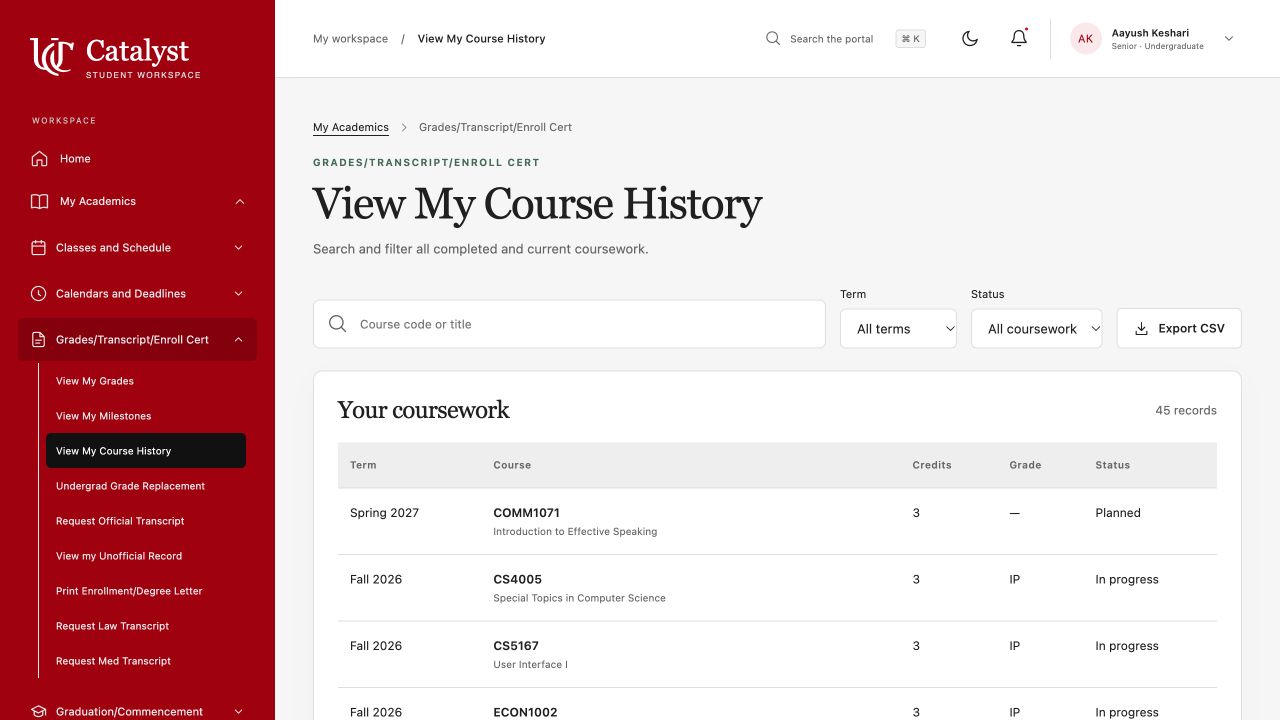 UC Catalyst
STUDENT WORKSPACE
WORKSPACE
Home
My Academics
Classes and Schedule
Calendars and Deadlines
Grades/Transcript/Enroll Cert
View My Grades
View My Milestones
View My Course History
Undergrad Grade Replacement
Request Official Transcript
View my Unofficial Record
Print Enrollment/Degree Letter
Request Law Transcript
Request Med Transcript
Graduation/Commencement
My workspace / View My Course History
Search the portal ⌘ K
AK
Aayush Keshari
Senior · Undergraduate
My Academics > Grades/Transcript/Enroll Cert
GRADES/TRANSCRIPT/ENROLL CERT
View My Course History
Search and filter all completed and current coursework.
Course code or title
Term
All terms
Status
All coursework
Export CSV
Your coursework
45 records
Term Course Credits Grade Status
Spring 2027 COMM1071 3 — Planned
Introduction to Effective Speaking
Fall 2026 CS4005 3 IP In progress
Special Topics in Computer Science
Fall 2026 CS5167 3 IP In progress
User Interface I
Fall 2026 ECON1002 3 IP In progress